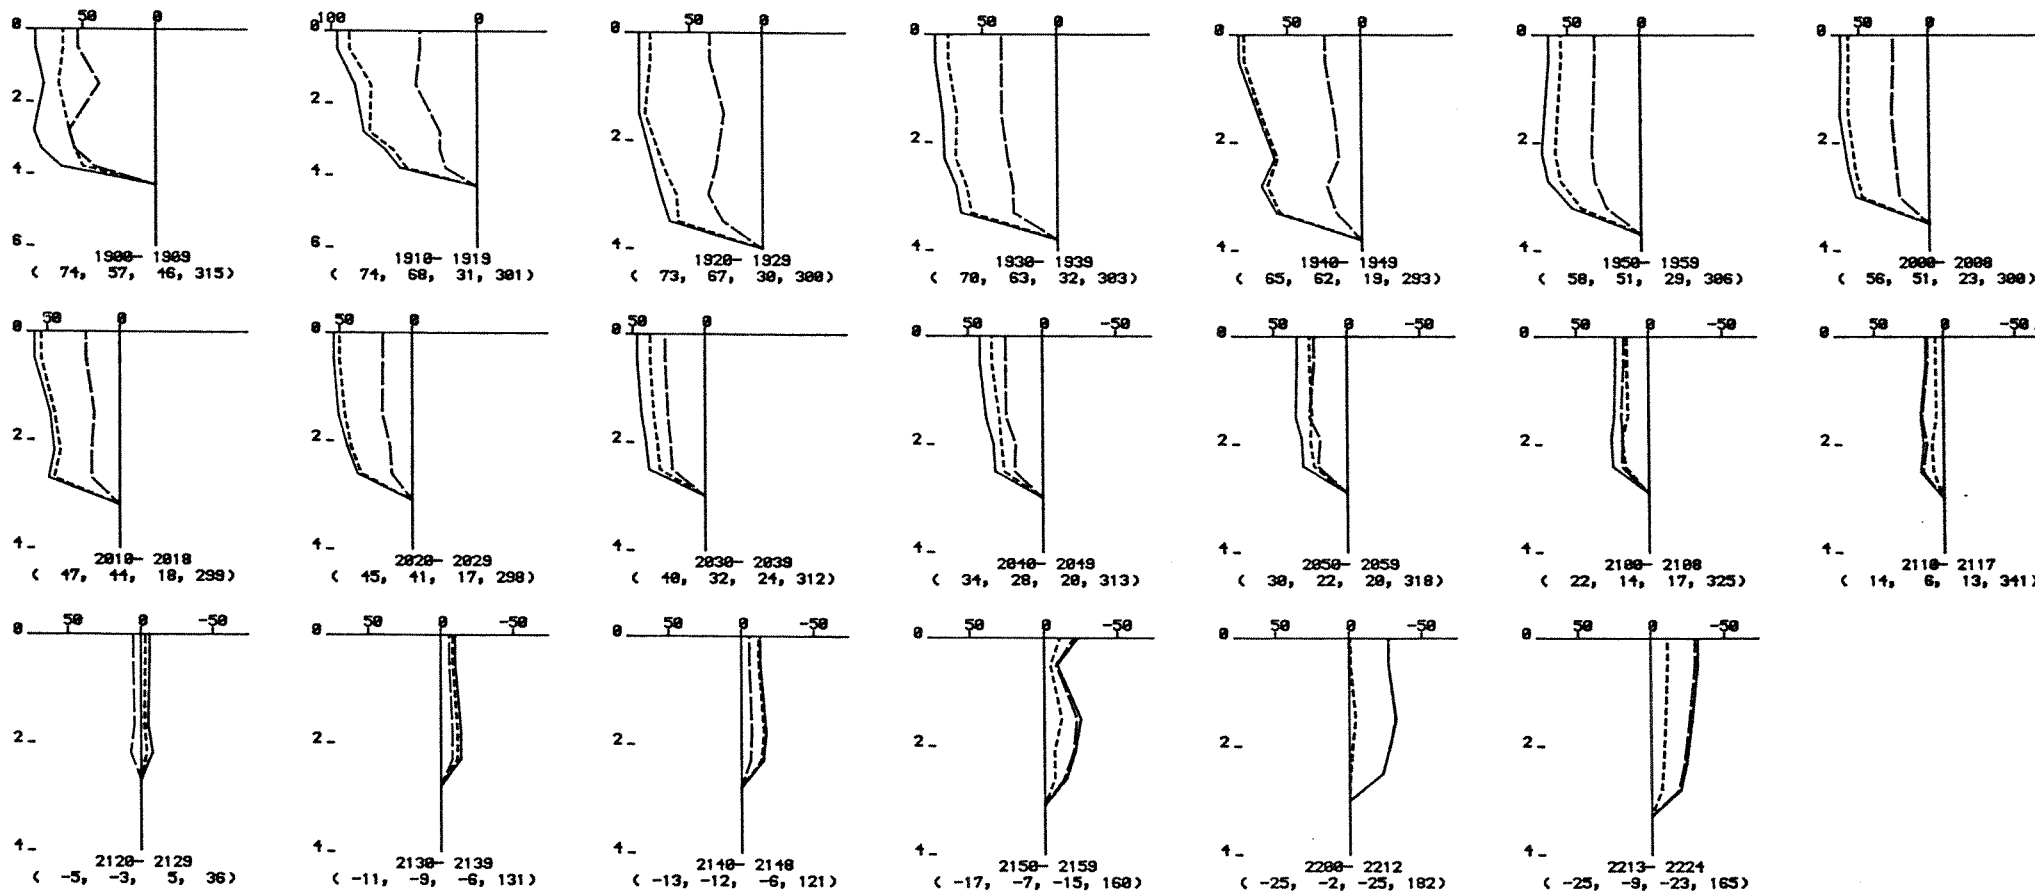 0 50 0
2
4
6
1900- 1909
( 74, 57, 46, 315)
0 100 0
2
4
6
1910- 1919
( 74, 68, 31, 301)
50 0
0
2
4
1920- 1929
( 73, 67, 30, 300)
50 0
0
2
4
1930- 1939
( 70, 63, 32, 303)
50 0
0
2
4
1940- 1949
( 65, 62, 19, 293)
50 0
0
2
4
1950- 1959
( 58, 51, 29, 306)
50 0
0
2
4
2000- 2008
( 56, 51, 23, 300)
50 0
0
2
4
2010- 2018
( 47, 44, 18, 299)
50 0
0
2
4
2020- 2029
( 45, 41, 17, 298)
50 0
0
2
4
2030- 2039
( 40, 32, 24, 312)
50 0 -50
0
2
4
2040- 2049
( 34, 28, 20, 313)
50 0 -50
0
2
4
2050- 2059
( 30, 22, 20, 318)
50 0 -50
0
2
4
2100- 2108
( 22, 14, 17, 325)
50 0 -50
0
2
4
2110- 2117
( 14, 6, 13, 341)
50 0 -50
0
2
4
2120- 2129
( -5, -3, 5, 36)
50 0 -50
0
2
4
2130- 2139
( -11, -9, -6, 131)
50 0 -50
0
2
4
2140- 2148
( -13, -12, -6, 121)
50 0 -50
0
2
4
2150- 2159
( -17, -7, -15, 160)
50 0 -50
0
2
4
2200- 2212
( -25, -2, -25, 182)
50 0 -50
0
2
4
2213- 2224
( -25, -9, -23, 165)